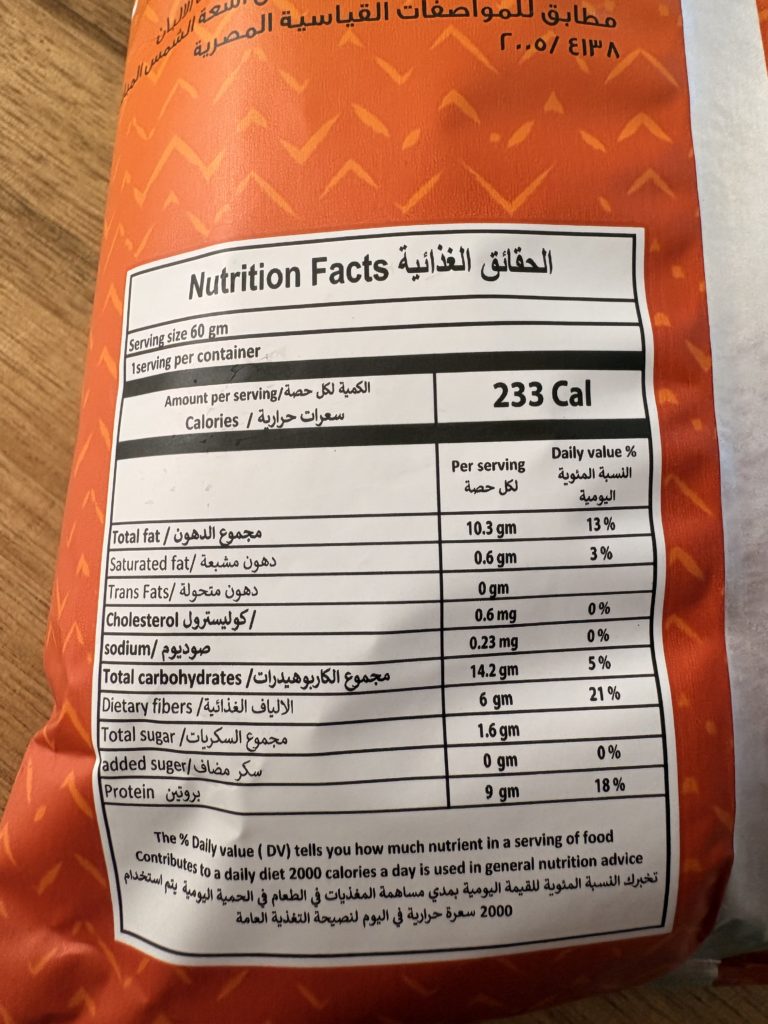 الألبان
أشعة الشمس
مطابق للمواصفات القياسية المصرية
٢٠٠٥/ ٤١٣٨
Nutrition Facts الحقائق الغذائية
Serving size 60 gm
1serving per container
Amount per serving/الكمية لكل حصة
Calories / سعرات حرارية
233 Cal
Per serving
لكل حصة
Daily value %
النسبة المئوية
اليومية
Total fat / مجموع الدهون 10.3 gm 13 %
Saturated fat/ دهون مشبعة 0.6 gm 3 %
Trans Fats/ دهون متحولة 0 gm
Cholesterol كوليسترول/ 0.6 mg 0 %
sodium/ صوديوم 0.23 mg 0 %
Total carbohydrates /مجموع الكاربوهيدرات 14.2 gm 5 %
Dietary fibers /الالياف الغذائية 6 gm 21 %
Total sugar /مجموع السكريات 1.6 gm
added suger/سكر مضاف 0 gm 0 %
Protein بروتين 9 gm 18 %
The % Daily value ( DV) tells you how much nutrient in a serving of food
Contributes to a daily diet 2000 calories a day is used in general nutrition advice
تخبرك النسبة المئوية للقيمة اليومية بمدي مساهمة المغذيات في الطعام في الحمية اليومية يتم استخدام
2000 سعرة حرارية في اليوم لنصيحة التغذية العامة